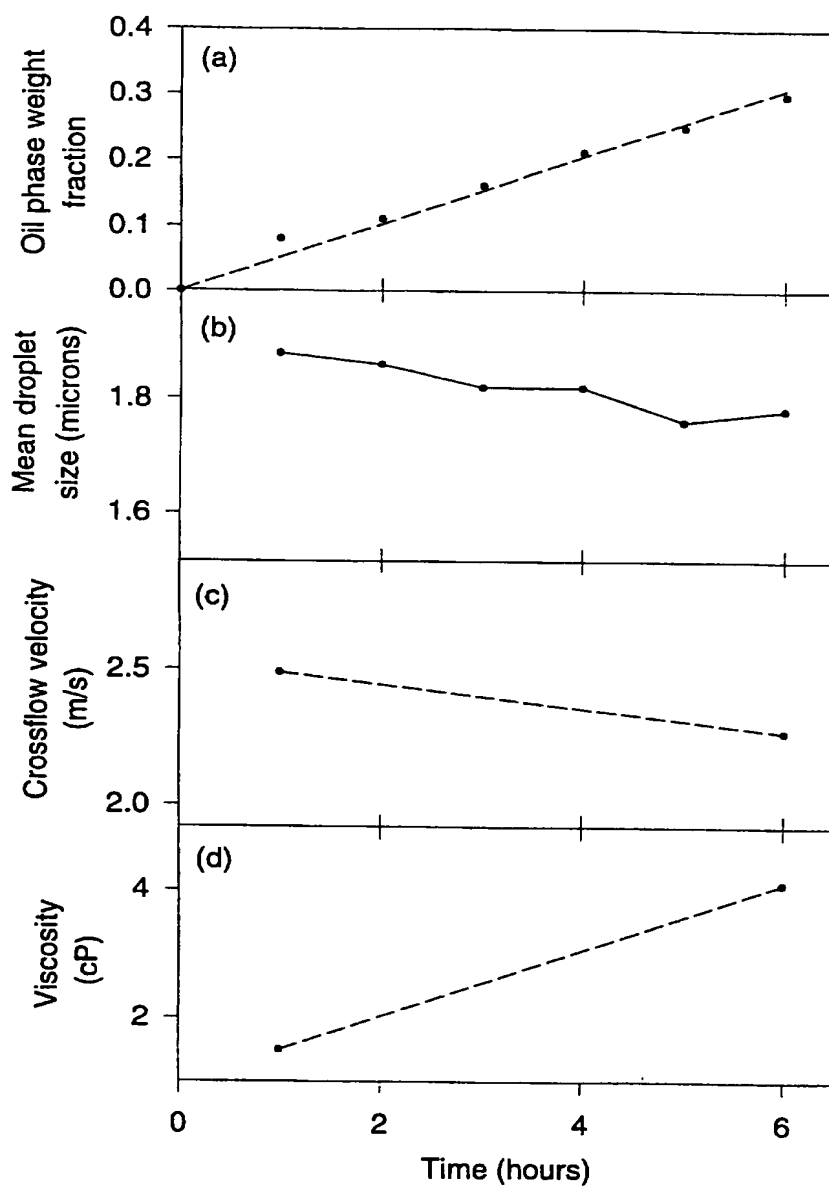 0.4
(a)
0.3
0.2
0.1
0.0
Oil phase weight
fraction
(b)
1.8
1.6
Mean droplet
size (microns)
(c)
2.5
2.0
Crossflow velocity
(m/s)
(d)
4
2
Viscosity
(cP)
0 2 4 6
Time (hours)